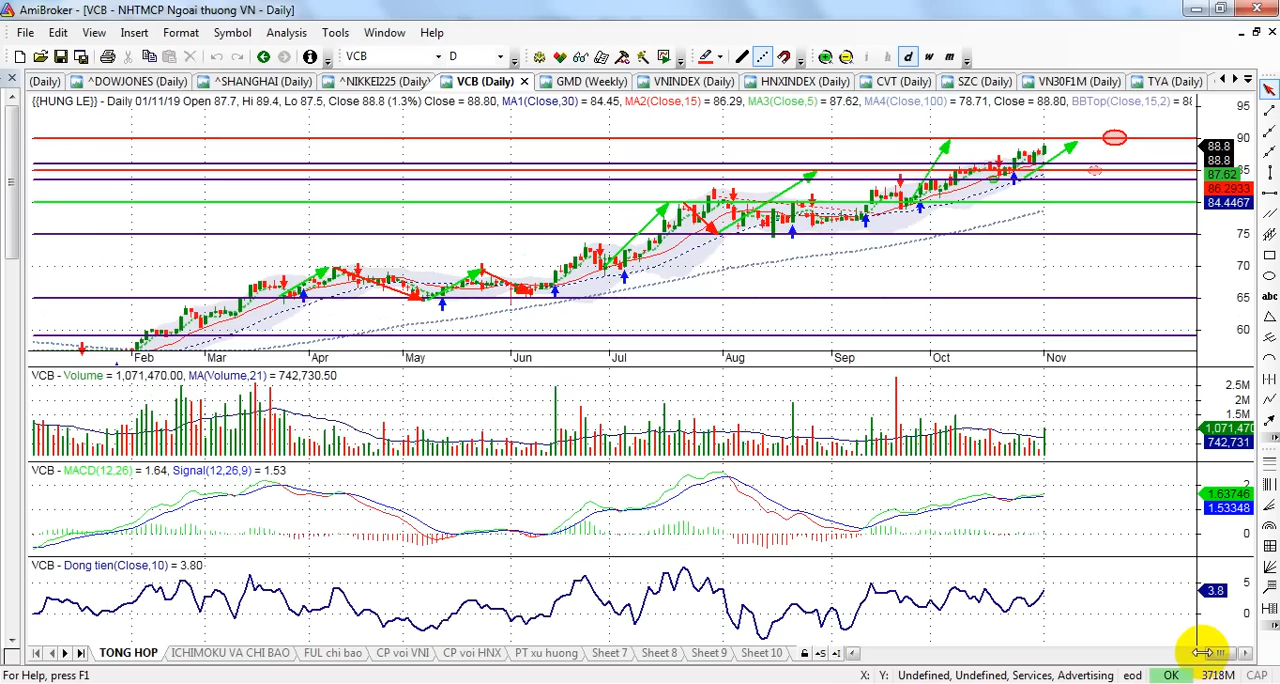 AmiBroker - [VCB - NHTMCP Ngoai thuong VN - Daily]
File Edit View Insert Format Symbol Analysis Tools Window Help
VCB D i h d w m
(Daily) ^DOWJONES (Daily) ^SHANGHAI (Daily) ^NIKKEI225 (Daily) VCB (Daily) GMD (Weekly) VNINDEX (Daily) HNXINDEX (Daily) CVT (Daily) SZC (Daily) VN30F1M (Daily) TYA (Daily)
{{HUNG LE}} - Daily 01/11/19 Open 87.7, Hi 89.4, Lo 87.5, Close 88.8 (1.3%) Close = 88.80, MA1(Close,30) = 84.45, MA2(Close,15) = 86.29, MA3(Close,5) = 87.62, MA4(Close,100) = 78.71, Close = 88.80, BBTop(Close,15,2) = 88
95
90
88.8
88.8
87.62
86.2933
84.4467
75
70
65
60
Feb Mar Apr May Jun Jul Aug Sep Oct Nov
VCB - Volume = 1,071,470.00, MA(Volume,21) = 742,730.50
2.5M
2M
1.5M
1,071,470
742,731
VCB - MACD(12,26) = 1.64, Signal(12,26,9) = 1.53
2
1.63746
1.53348
0
VCB - Dong tien(Close,10) = 3.80
5
3.8
0
TONG HOP ICHIMOKU VA CHI BAO FUL chi bao CP voi VNI CP voi HNX PT xu huong Sheet 7 Sheet 8 Sheet 9 Sheet 10
For Help, press F1 X: Y: Undefined, Undefined, Services, Advertising eod OK 3718M CAP
abc